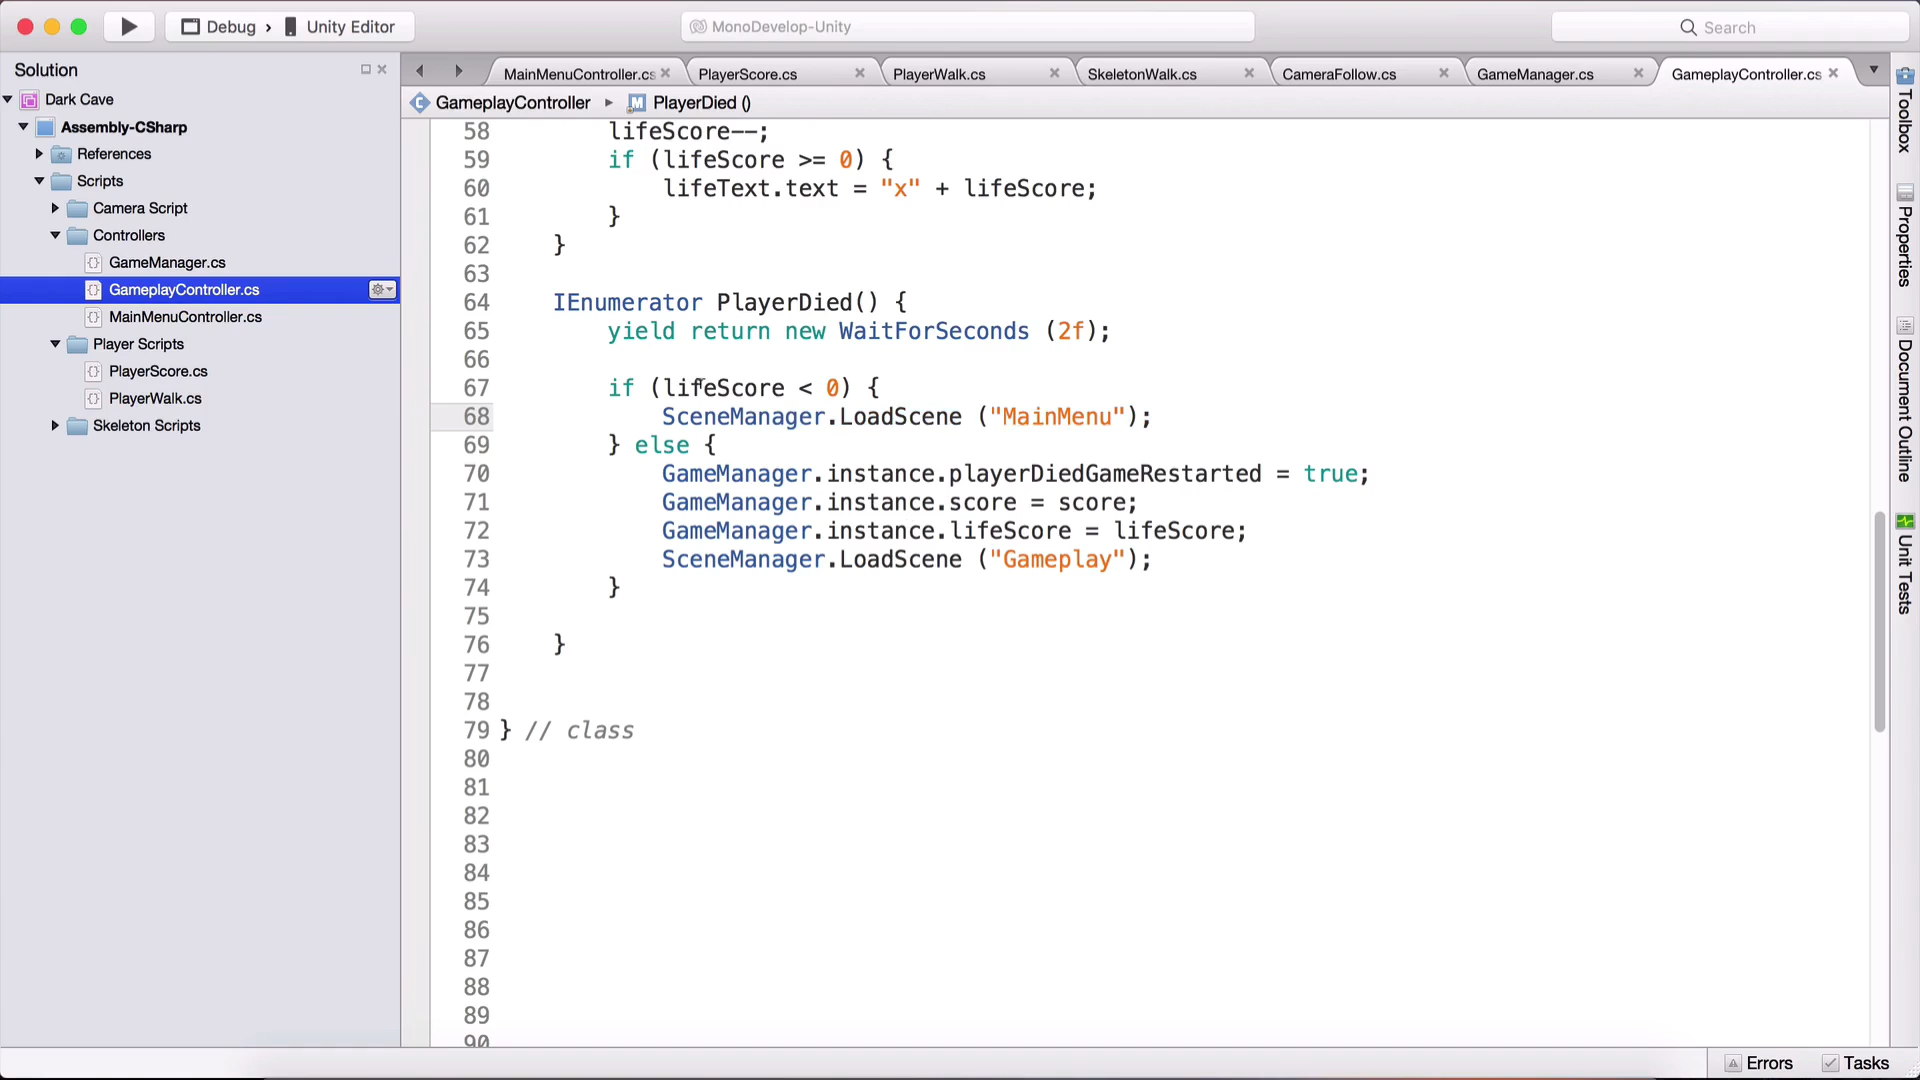 Debug › Unity Editor
MonoDevelop-Unity
Search
Solution
Dark Cave
Assembly-CSharp
References
Scripts
Camera Script
Controllers
GameManager.cs
GameplayController.cs
MainMenuController.cs
Player Scripts
PlayerScore.cs
PlayerWalk.cs
Skeleton Scripts
MainMenuController.cs PlayerScore.cs PlayerWalk.cs SkeletonWalk.cs CameraFollow.cs GameManager.cs GameplayController.cs
GameplayController ▸ PlayerDied ()
58 lifeScore--;
59 if (lifeScore >= 0) {
60 lifeText.text = "x" + lifeScore;
61 }
62 }
63
64 IEnumerator PlayerDied() {
65 yield return new WaitForSeconds (2f);
66
67 if (lifeScore < 0) {
68 SceneManager.LoadScene ("MainMenu");
69 } else {
70 GameManager.instance.playerDiedGameRestarted = true;
71 GameManager.instance.score = score;
72 GameManager.instance.lifeScore = lifeScore;
73 SceneManager.LoadScene ("Gameplay");
74 }
75
76 }
77
78
79 } // class
80
81
82
83
84
85
86
87
88
89
90
Toolbox
Properties
Document Outline
Unit Tests
Errors Tasks